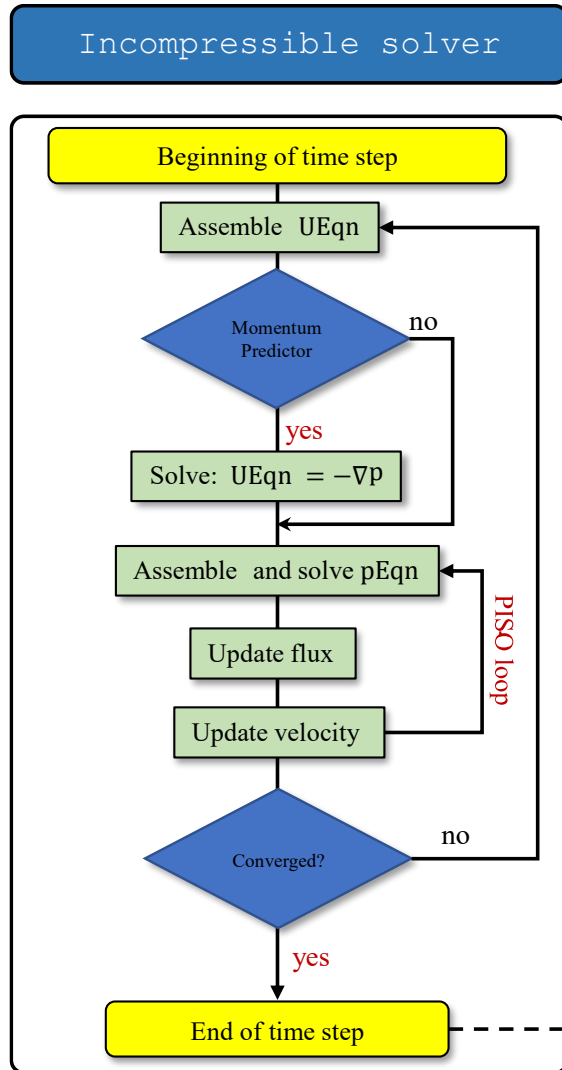 Incompressible solver
Beginning of time step
Assemble UEqn
Momentum
Predictor
no
yes
Solve: UEqn = −∇p
Assemble and solve pEqn
PISO loop
Update flux
Update velocity
Converged?
no
yes
End of time step